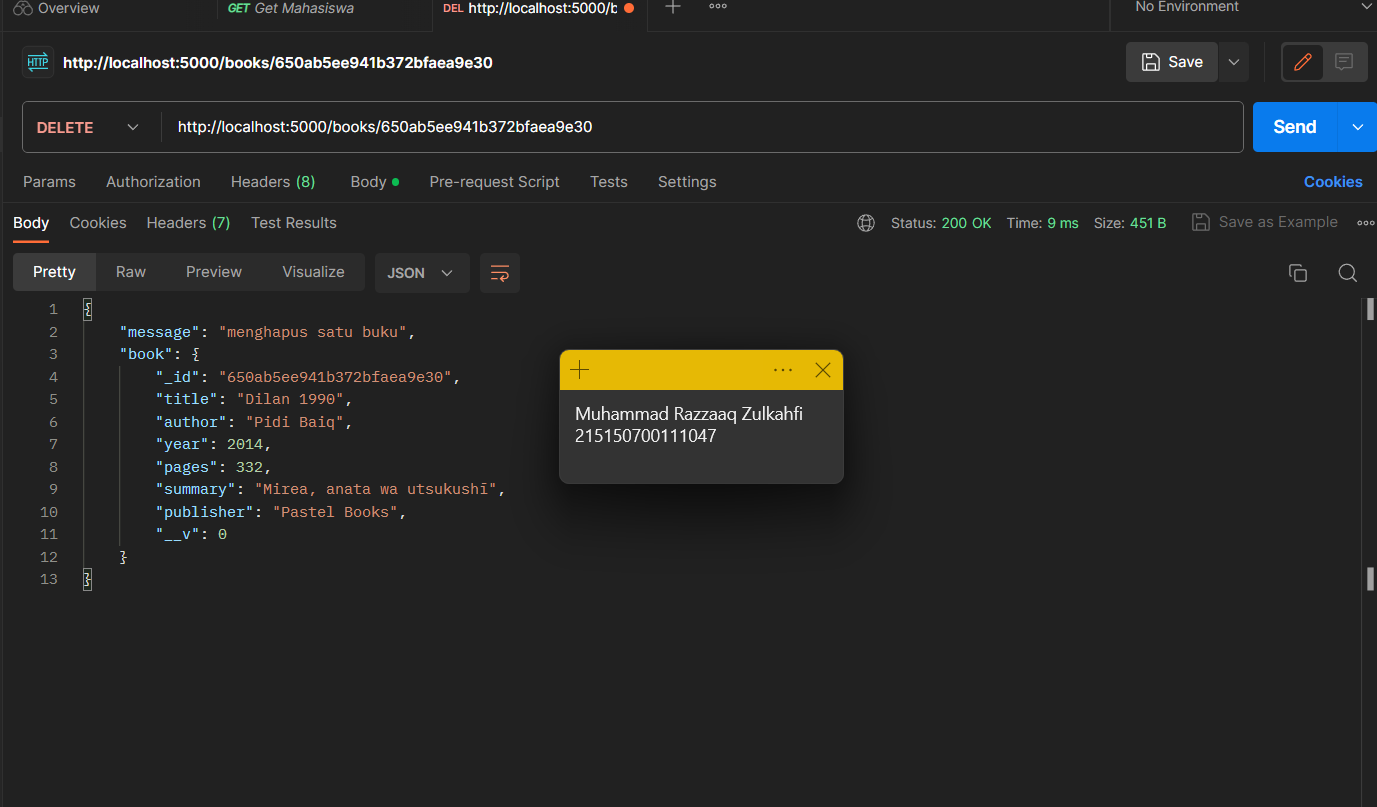 Overview
GET Get Mahasiswa
DEL http://localhost:5000/b
No Environment
HTTP http://localhost:5000/books/650ab5ee941b372bfaea9e30
Save
DELETE http://localhost:5000/books/650ab5ee941b372bfaea9e30
Send
Params Authorization Headers (8) Body Pre-request Script Tests Settings Cookies
Body Cookies Headers (7) Test Results Status: 200 OK Time: 9 ms Size: 451 B Save as Example
Pretty Raw Preview Visualize JSON
1 {
2 "message": "menghapus satu buku",
3 "book": {
4 "_id": "650ab5ee941b372bfaea9e30",
5 "title": "Dilan 1990",
6 "author": "Pidi Baiq",
7 "year": 2014,
8 "pages": 332,
9 "summary": "Mirea, anata wa utsukushī",
10 "publisher": "Pastel Books",
11 "__v": 0
12 }
13 }
Muhammad Razzaaq Zulkahfi
215150700111047